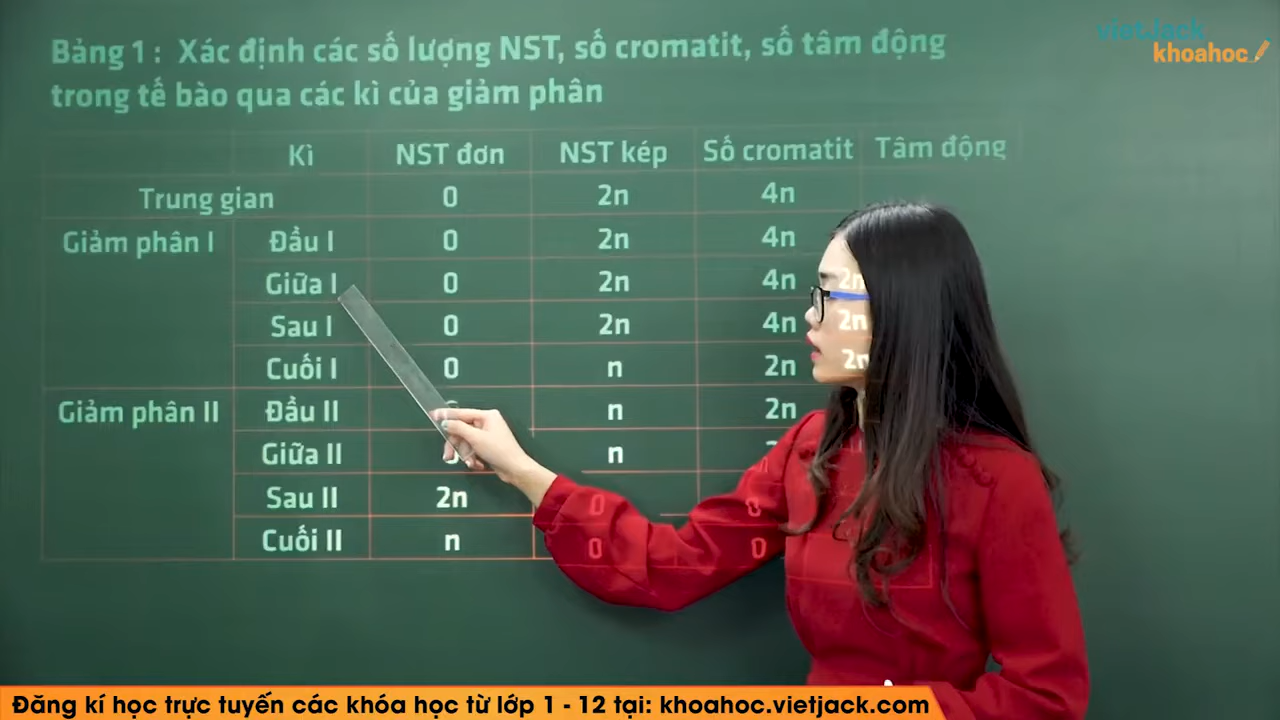 vietJack
khoahoc
Bảng 1 : Xác định các số lượng NST, số cromatit, số tâm động
trong tế bào qua các kì của giảm phân
Kì NST đơn NST kép Số cromatit Tâm động
Trung gian 0 2n 4n
Giảm phân I Đầu I 0 2n 4n
Giữa I 0 2n 4n 2n
Sau I 0 2n 4n 2n
Cuối I 0 n 2n 2n
Giảm phân II Đầu II n 2n
Giữa II n
Sau II 2n 0 0
Cuối II n 0 0
Đăng kí học trực tuyến các khóa học từ lớp 1 - 12 tại: khoahoc.vietjack.com